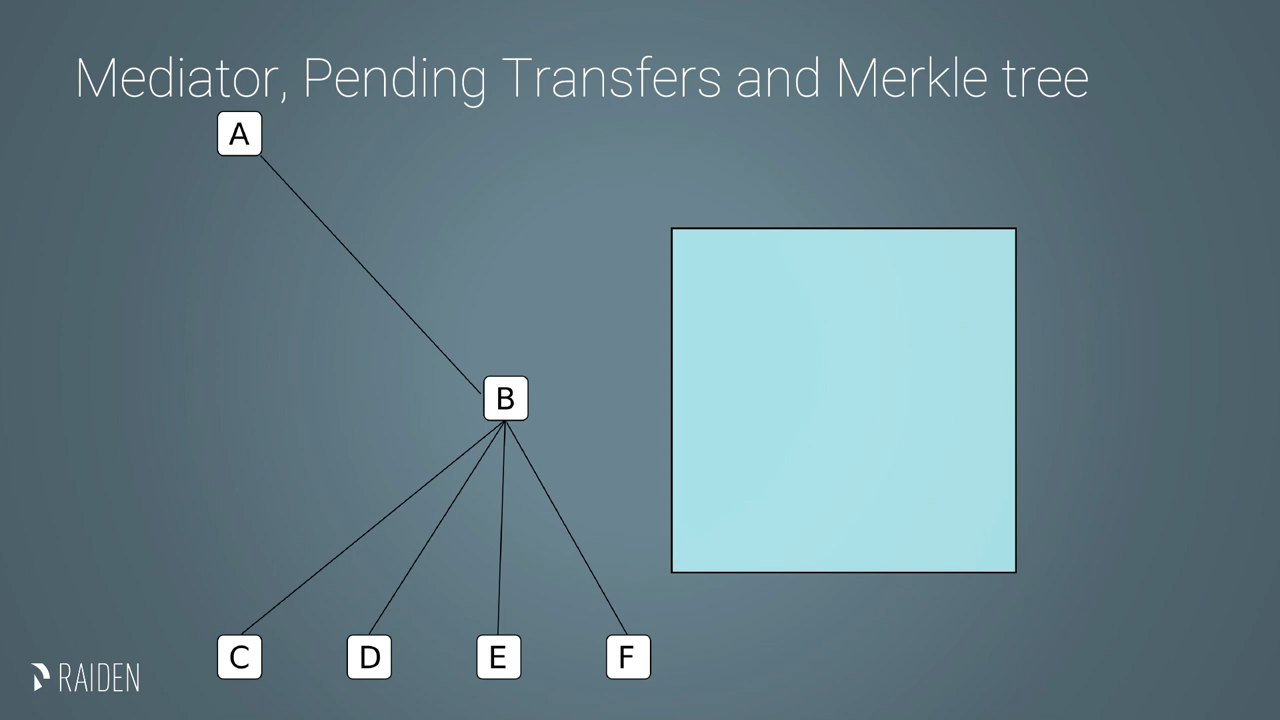 Mediator, Pending Transfers and Merkle tree
A
B
C D E F
RAIDEN